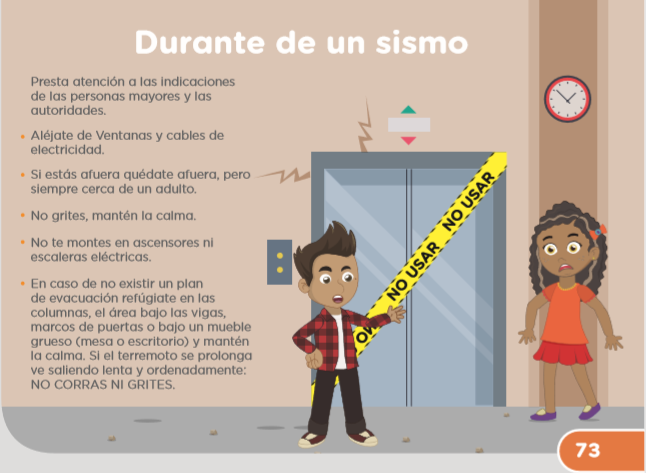 Durante de un sismo
Presta atención a las indicaciones
de las personas mayores y las
autoridades.
• Aléjate de Ventanas y cables de
electricidad.
• Si estás afuera quédate afuera, pero
siempre cerca de un adulto.
• No grites, mantén la calma.
• No te montes en ascensores ni
escaleras eléctricas.
• En caso de no existir un plan
de evacuación refúgiate en las
columnas, el área bajo las vigas,
marcos de puertas o bajo un mueble
grueso (mesa o escritorio) y mantén
la calma. Si el terremoto se prolonga
ve saliendo lenta y ordenadamente:
NO CORRAS NI GRITES.
NO USAR NO USAR NO
73